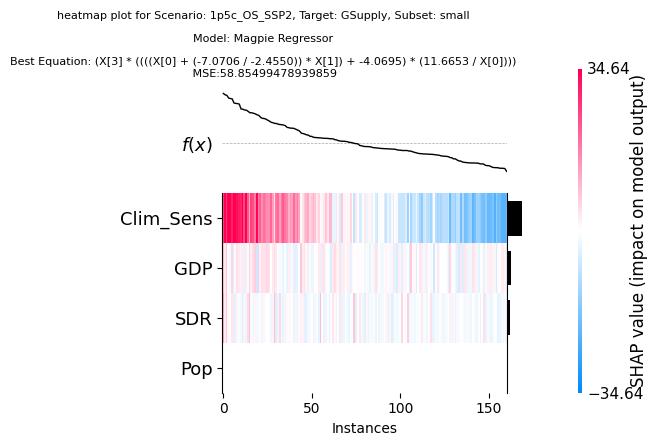 heatmap plot for Scenario: 1p5c_OS_SSP2, Target: GSupply, Subset: small
Model: Magpie Regressor
Best Equation: (X[3] * ((((X[0] + (-7.0706 / -2.4550)) * X[1]) + -4.0695) * (11.6653 / X[0])))
MSE:58.85499478939859
34.64
f(x)
Clim_Sens
GDP
SDR
Pop
0
50
100
150
Instances
−34.64
SHAP value (impact on model output)